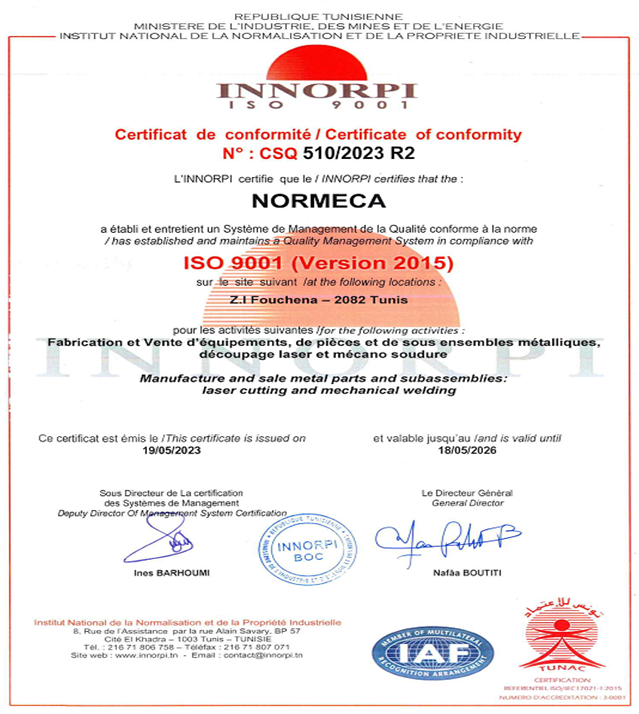 REPUBLIQUE TUNISIENNE
MINISTERE DE L'INDUSTRIE, DES MINES ET DE L'ENERGIE
INSTITUT NATIONAL DE LA NORMALISATION ET DE LA PROPRIETE INDUSTRIELLE
INNORPI
ISO 9001
Certificat de conformité / Certificate of conformity
N° : CSQ 510/2023 R2
L'INNORPI certifie que le / INNORPI certifies that the :
NORMECA
a établi et entretient un Système de Management de la Qualité conforme à la norme
/ has established and maintains a Quality Management System in compliance with
ISO 9001 (Version 2015)
sur le site suivant /at the following locations :
Z.I Fouchena – 2082 Tunis
pour les activités suivantes /for the following activities :
Fabrication et Vente d'équipements, de pièces et de sous ensembles métalliques,
découpage laser et mécano soudure
INNORPI
Manufacture and sale metal parts and subassemblies:
laser cutting and mechanical welding
Ce certificat est émis le /This certificate is issued on
19/05/2023
et valable jusqu'au /and is valid until
18/05/2026
Sous Directeur de La certification
des Systèmes de Management
Deputy Director Of Management System Certification
Ines BARHOUMI
REPUBLIQUE TUNISIENNE
INNORPI
BOC
Le Directeur Général
General Director
Nafâa BOUTITI
Institut National de la Normalisation et de la Propriété Industrielle
8, Rue de l'Assistance par la rue Alain Savary, BP 57
Cité El Khadra – 1003 Tunis – TUNISIE
Tél. : 216 71 806 758 – Téléfax : 216 71 807 071
Site web : www.innorpi.tn - Email : contact@innorpi.tn
MEMBER OF MULTILATERAL
IAF
RECOGNITION ARRANGEMENT
تونس للإعتماد
TUNAC
CERTIFICATION
REFERENTIEL ISO/IEC 17021-1:2015
NUMERO D'ACCREDITATION : 3-0001